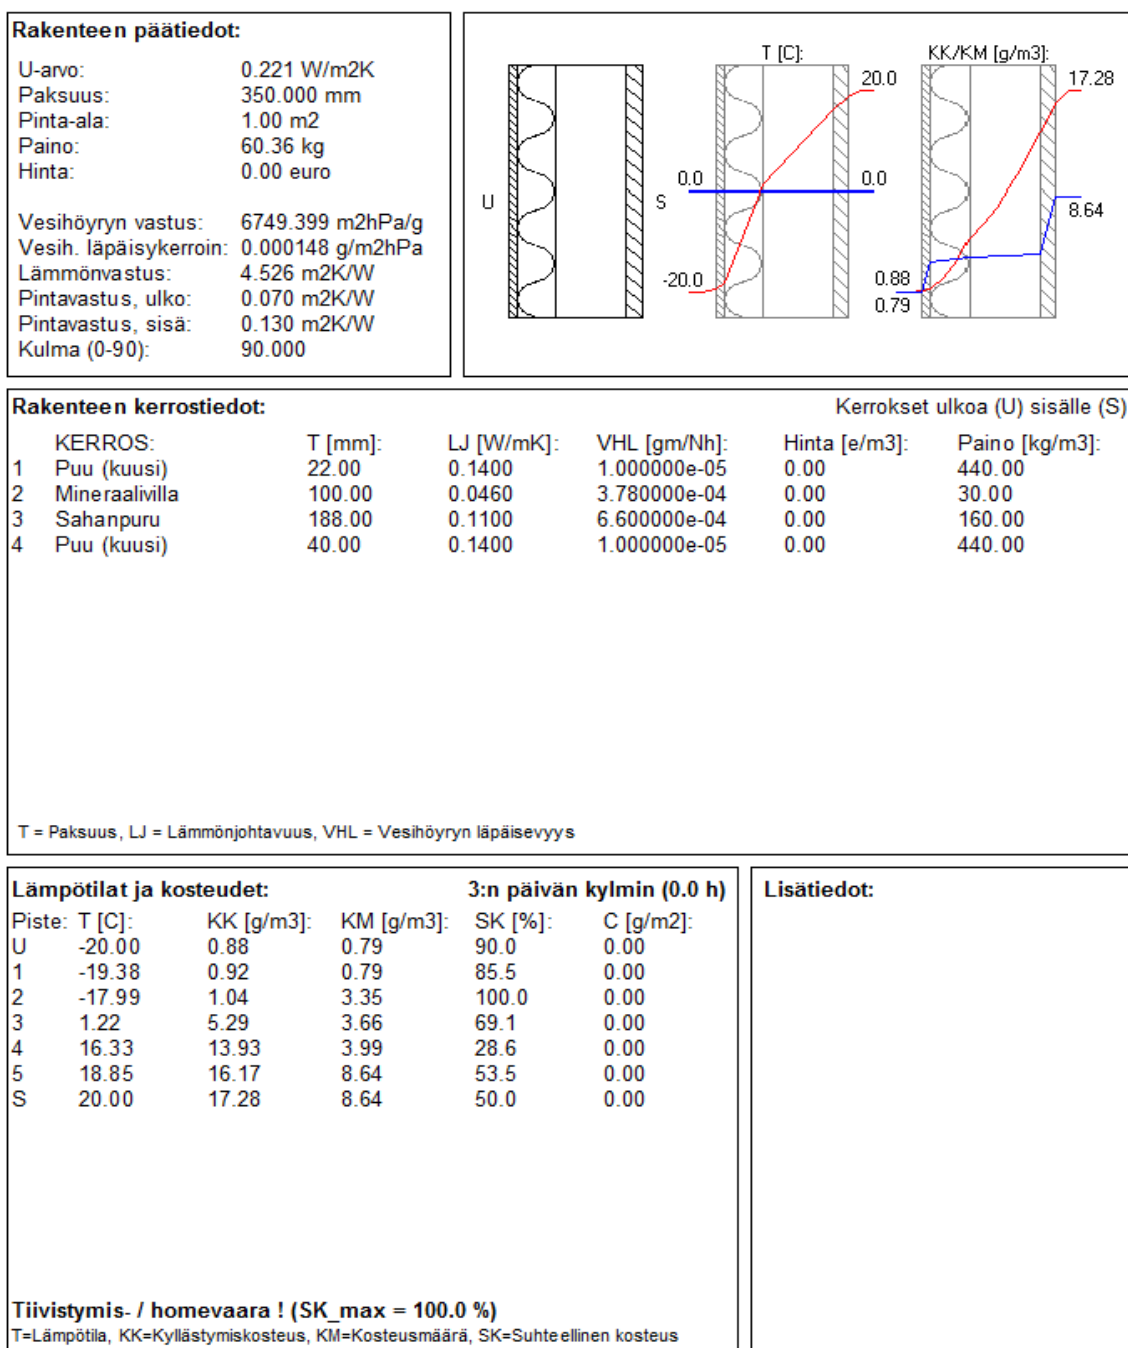 Rakenteen päätiedot:
U-arvo: 0.221 W/m2K
Paksuus: 350.000 mm
Pinta-ala: 1.00 m2
Paino: 60.36 kg
Hinta: 0.00 euro
Vesihöyryn vastus: 6749.399 m2hPa/g
Vesih. läpäisykerroin: 0.000148 g/m2hPa
Lämmönvastus: 4.526 m2K/W
Pintavastus, ulko: 0.070 m2K/W
Pintavastus, sisä: 0.130 m2K/W
Kulma (0-90): 90.000
U
S
T [C]:
20.0
0.0
0.0
-20.0
KK/KM [g/m3]:
17.28
8.64
0.88
0.79
Rakenteen kerrostiedot: Kerrokset ulkoa (U) sisälle (S)
KERROS: T [mm]: LJ [W/mK]: VHL [gm/Nh]: Hinta [e/m3]: Paino [kg/m3]:
1 Puu (kuusi) 22.00 0.1400 1.000000e-05 0.00 440.00
2 Mineraalivilla 100.00 0.0460 3.780000e-04 0.00 30.00
3 Sahanpuru 188.00 0.1100 6.600000e-04 0.00 160.00
4 Puu (kuusi) 40.00 0.1400 1.000000e-05 0.00 440.00
T = Paksuus, LJ = Lämmönjohtavuus, VHL = Vesihöyryn läpäisevyys
Lämpötilat ja kosteudet: 3:n päivän kylmin (0.0 h)
Piste: T [C]: KK [g/m3]: KM [g/m3]: SK [%]: C [g/m2]:
U -20.00 0.88 0.79 90.0 0.00
1 -19.38 0.92 0.79 85.5 0.00
2 -17.99 1.04 3.35 100.0 0.00
3 1.22 5.29 3.66 69.1 0.00
4 16.33 13.93 3.99 28.6 0.00
5 18.85 16.17 8.64 53.5 0.00
S 20.00 17.28 8.64 50.0 0.00
Tiivistymis- / homevaara ! (SK_max = 100.0 %)
T=Lämpötila, KK=Kyllästymiskosteus, KM=Kosteusmäärä, SK=Suhteellinen kosteus
Lisätiedot: